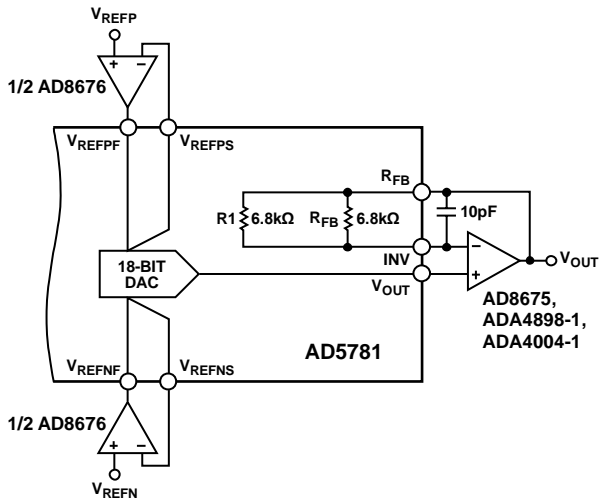 VREFP
+ −
1/2 AD8676
VREFPF VREFPS
RFB
R1 6.8kΩ RFB 6.8kΩ 10pF
18-BIT
DAC
INV
−
+
VOUT
VOUT
AD8675,
ADA4898-1,
ADA4004-1
AD5781
VREFNF VREFNS
1/2 AD8676
+ −
VREFN